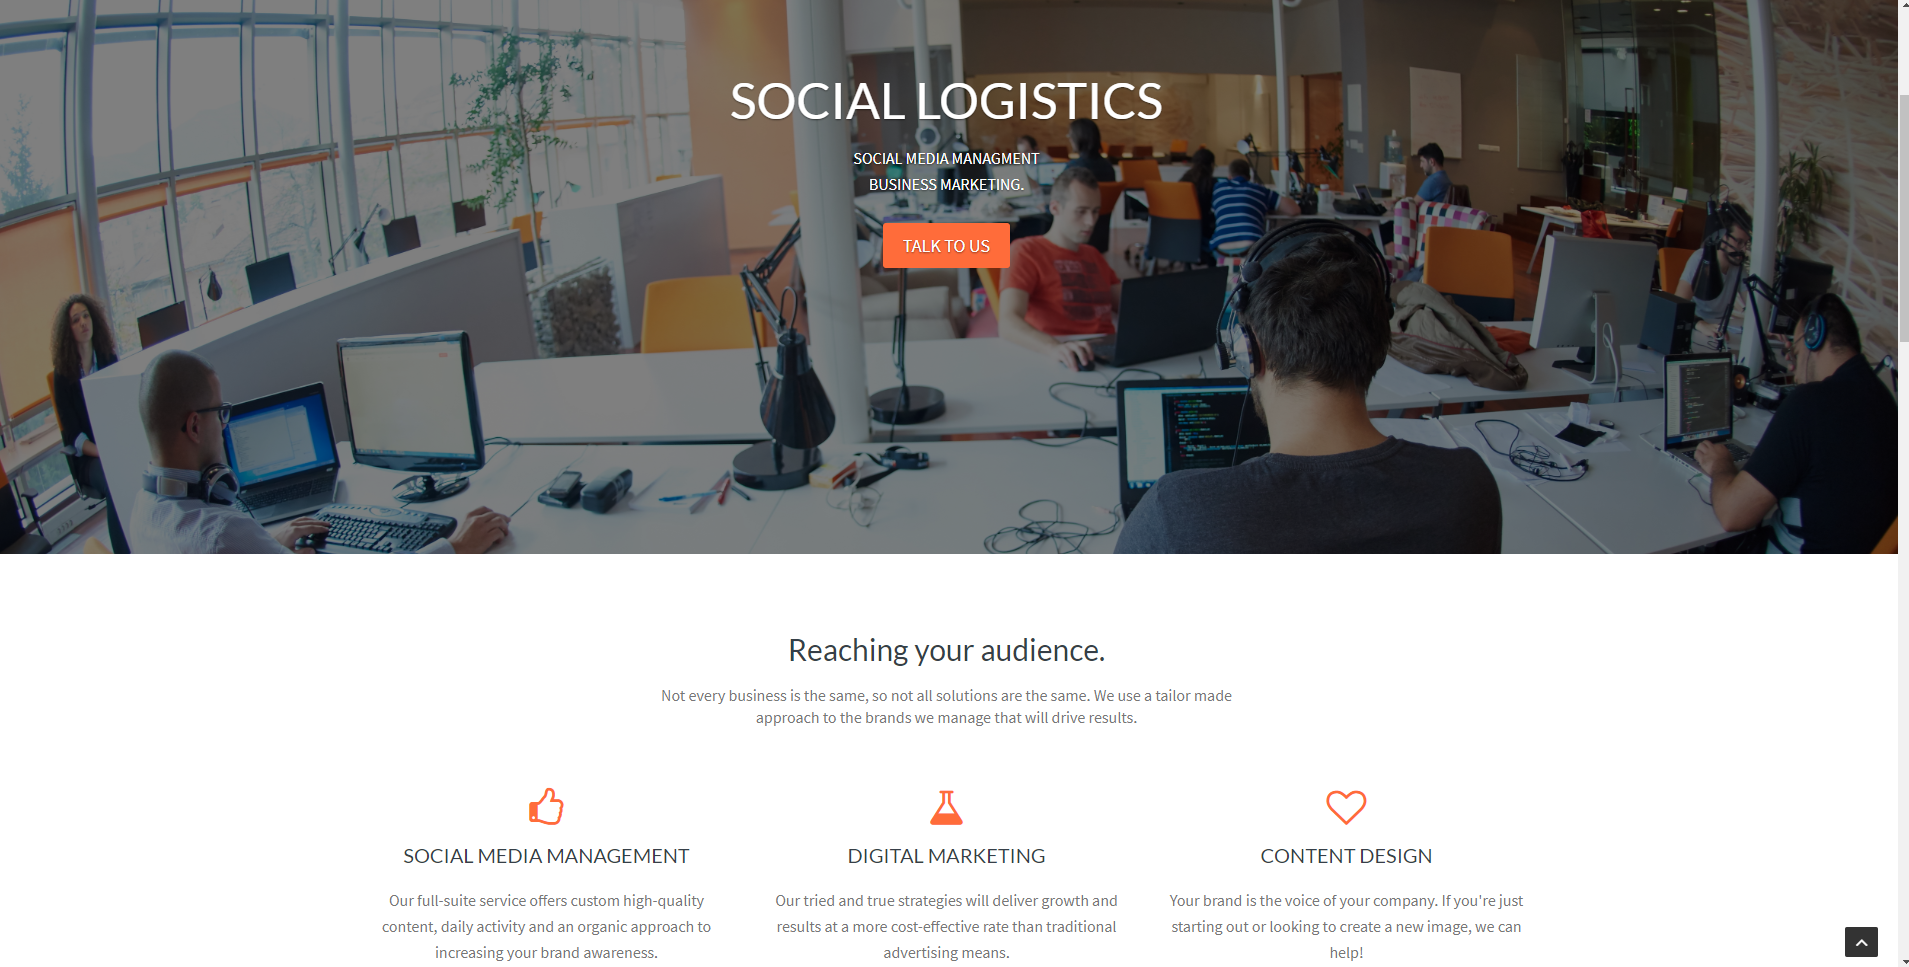 SOCIAL LOGISTICS
SOCIAL MEDIA MANAGMENT
BUSINESS MARKETING.
TALK TO US
Reaching your audience.
Not every business is the same, so not all solutions are the same. We use a tailor made
approach to the brands we manage that will drive results.
SOCIAL MEDIA MANAGEMENT
Our full-suite service offers custom high-quality
content, daily activity and an organic approach to
increasing your brand awareness.
DIGITAL MARKETING
Our tried and true strategies will deliver growth and
results at a more cost-effective rate than traditional
advertising means.
CONTENT DESIGN
Your brand is the voice of your company. If you're just
starting out or looking to create a new image, we can
help!